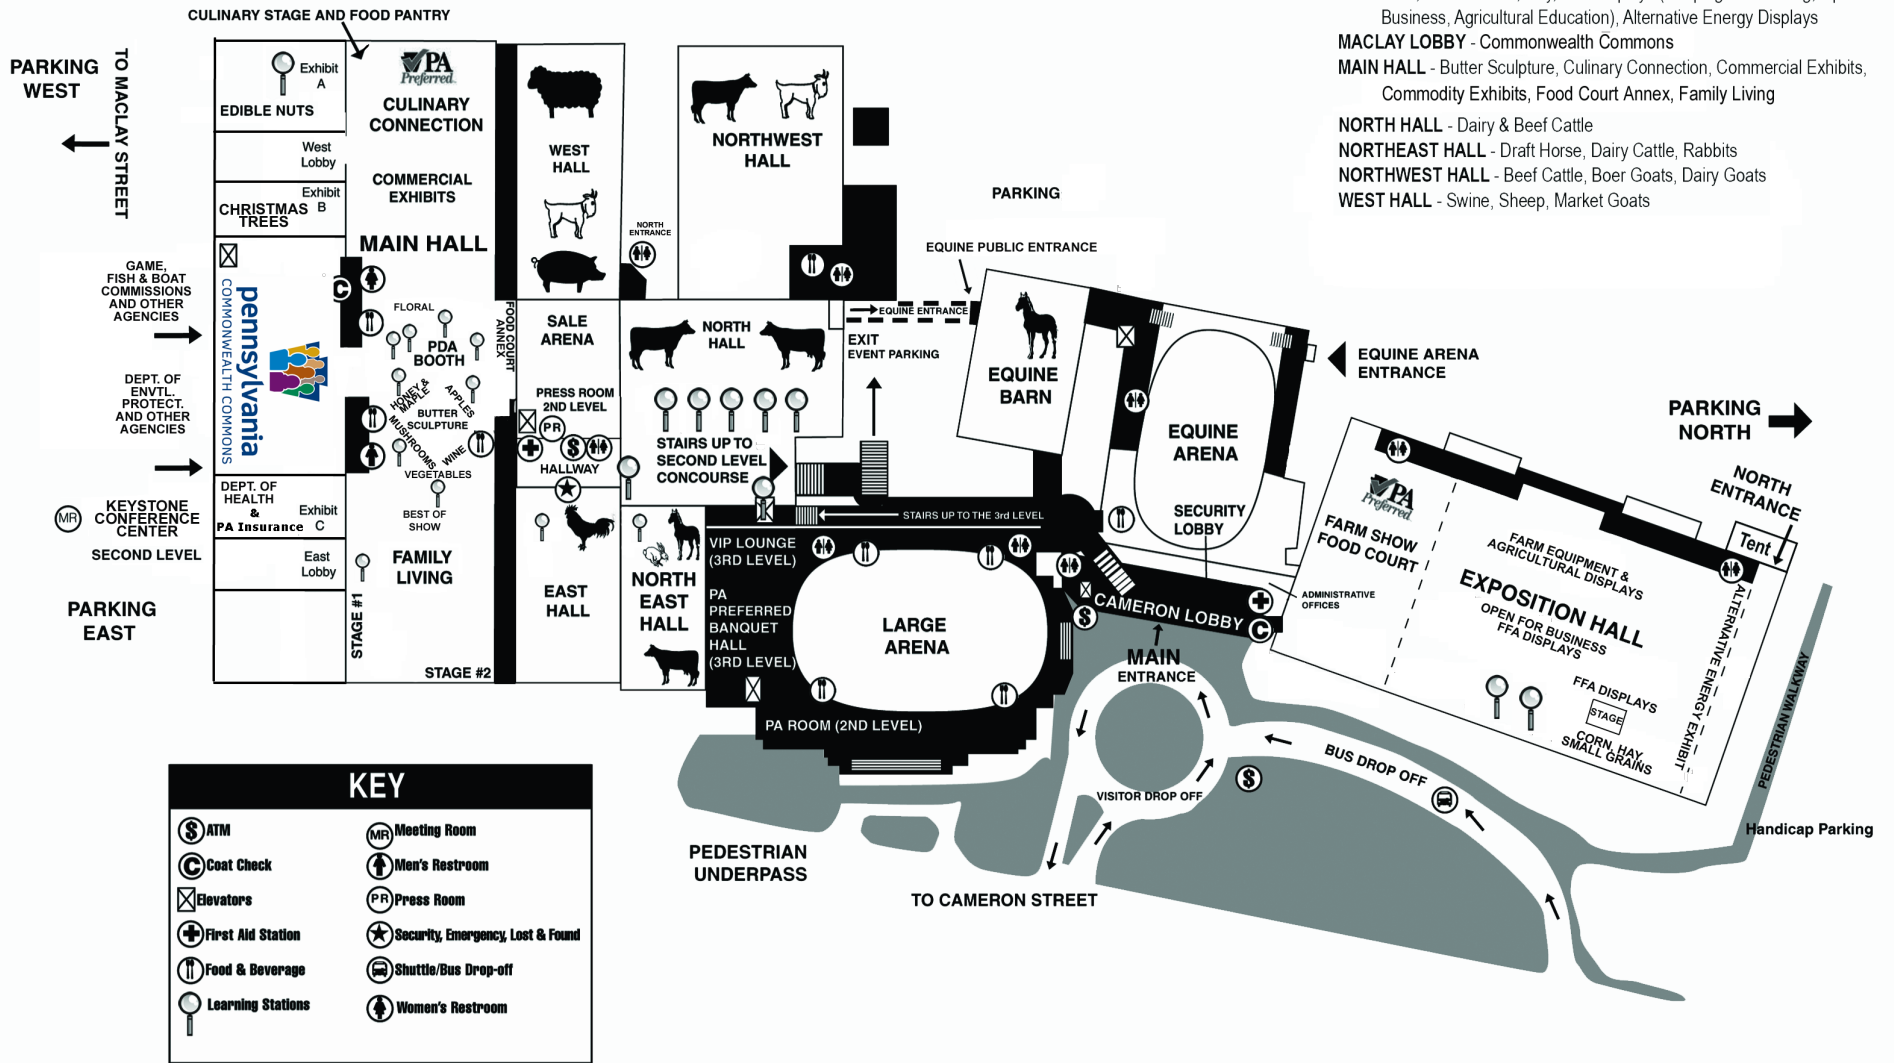 CULINARY STAGE AND FOOD PANTRY
PARKING
WEST
TO MACLAY STREET
Business, Agricultural Education), Alternative Energy Displays
MACLAY LOBBY - Commonwealth Commons
MAIN HALL - Butter Sculpture, Culinary Connection, Commercial Exhibits,
Commodity Exhibits, Food Court Annex, Family Living
NORTH HALL - Dairy & Beef Cattle
NORTHEAST HALL - Draft Horse, Dairy Cattle, Rabbits
NORTHWEST HALL - Beef Cattle, Boer Goats, Dairy Goats
WEST HALL - Swine, Sheep, Market Goats
Exhibit
A
EDIBLE NUTS
West
Lobby
Exhibit
B
CHRISTMAS
TREES
PA
Preferred
CULINARY
CONNECTION
COMMERCIAL
EXHIBITS
MAIN HALL
WEST
HALL
NORTHWEST
HALL
NORTH
ENTRANCE
PARKING
EQUINE PUBLIC ENTRANCE
GAME,
FISH & BOAT
COMMISSIONS
AND OTHER
AGENCIES
DEPT. OF
ENVTL.
PROTECT.
AND OTHER
AGENCIES
pennsylvania
COMMONWEALTH COMMONS
C
FLORAL
PDA
BOOTH
HONEY &
MAPLE
APPLES
BUTTER
SCULPTURE
MUSHROOMS
WINE
VEGETABLES
BEST OF
SHOW
FOOD COURT
ANNEX
SALE
ARENA
PRESS ROOM
2ND LEVEL
PR
$
HALLWAY
NORTH
HALL
STAIRS UP TO
SECOND LEVEL
CONCOURSE
EQUINE ENTRANCE
EXIT
EVENT PARKING
EQUINE
BARN
EQUINE
ARENA
EQUINE ARENA
ENTRANCE
SECURITY
LOBBY
PARKING
NORTH
NORTH
ENTRANCE
Tent
MR
KEYSTONE
CONFERENCE
CENTER
SECOND LEVEL
DEPT. OF
HEALTH
&
PA Insurance
Exhibit
C
East
Lobby
PARKING
EAST
FAMILY
LIVING
STAGE #1
STAGE #2
EAST
HALL
NORTH
EAST
HALL
STAIRS UP TO THE 3rd LEVEL
VIP LOUNGE
(3RD LEVEL)
PA
PREFERRED
BANQUET
HALL
(3RD LEVEL)
LARGE
ARENA
PA ROOM (2ND LEVEL)
$
CAMERON LOBBY
C
ADMINISTRATIVE
OFFICES
MAIN
ENTRANCE
PA
Preferred
FARM SHOW
FOOD COURT
FARM EQUIPMENT &
AGRICULTURAL DISPLAYS
EXPOSITION HALL
OPEN FOR BUSINESS
FFA DISPLAYS
FFA DISPLAYS
STAGE
CORN, HAY,
SMALL GRAINS
ALTERNATIVE ENERGY EXHIBIT
PEDESTRIAN WALKWAY
Handicap Parking
VISITOR DROP OFF
$
BUS DROP OFF
PEDESTRIAN
UNDERPASS
TO CAMERON STREET
KEY
$ ATM
C Coat Check
Elevators
First Aid Station
Food & Beverage
Learning Stations
MR Meeting Room
Men's Restroom
PR Press Room
Security, Emergency, Lost & Found
Shuttle/Bus Drop-off
Women's Restroom